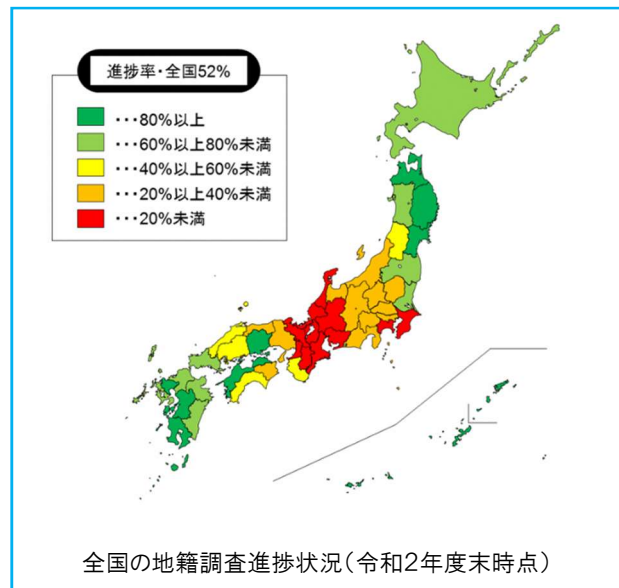 進捗率・全国52%
・・・80%以上
・・・60%以上80%未満
・・・40%以上60%未満
・・・20%以上40%未満
・・・20%未満
全国の地籍調査進捗状況(令和2年度末時点)